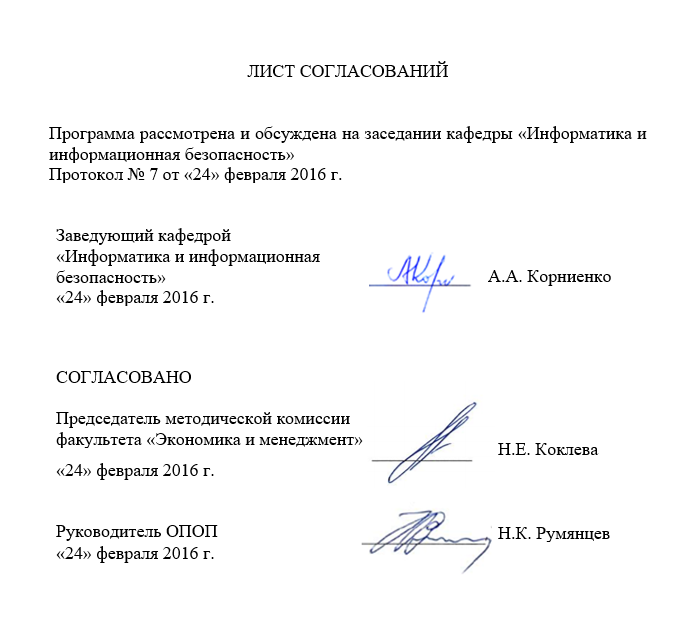 ЛИСТ СОГЛАСОВАНИЙ
Программа рассмотрена и обсуждена на заседании кафедры «Информатика и
информационная безопасность»
Протокол № 7 от «24» февраля 2016 г.
Заведующий кафедрой
«Информатика и информационная
безопасность»
А.А. Корниенко
«24» февраля 2016 г.
СОГЛАСОВАНО
Председатель методической комиссии
факультета «Экономика и менеджмент»
Н.Е. Коклева
«24» февраля 2016 г.
Руководитель ОПОП
Н.К. Румянцев
«24» февраля 2016 г.